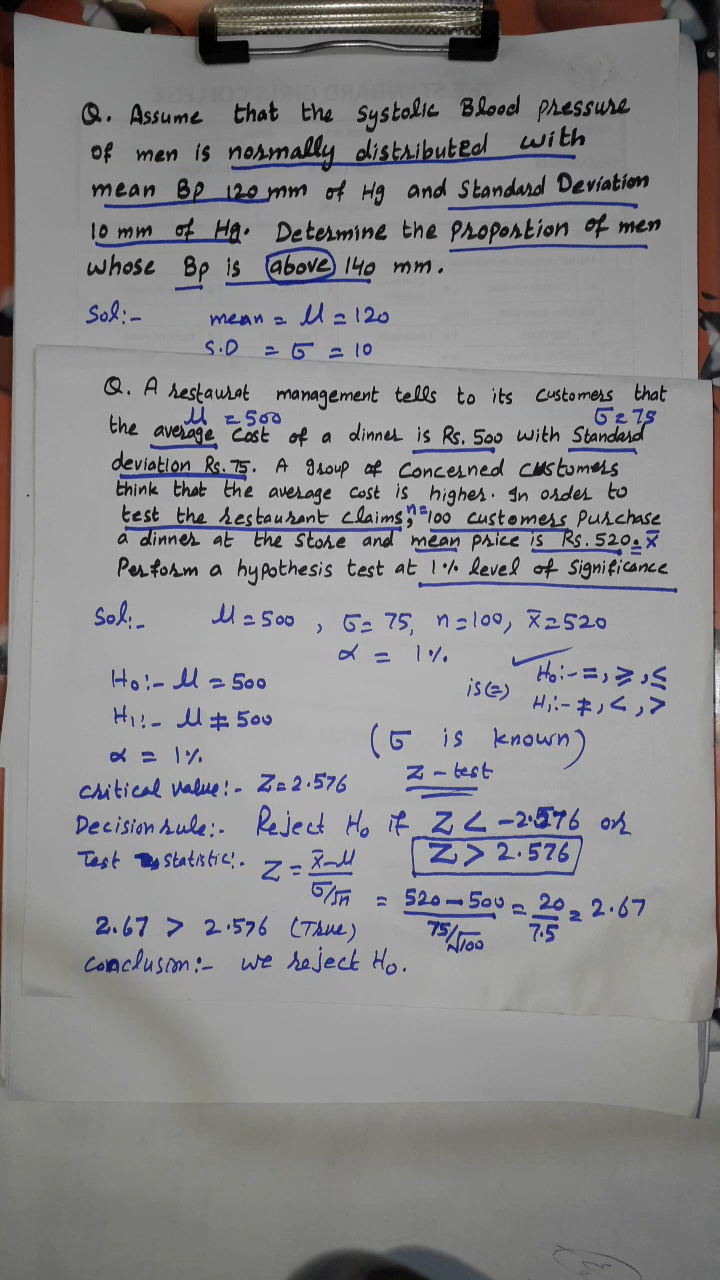 Q. Assume that the systolic Blood pressure
of men is normally distributed with
mean Bp 120 mm of Hg and Standard Deviation
10 mm of Hg. Determine the proportion of men
whose Bp is above 140 mm.
Sol:- mean = μ = 120
S.D = σ = 10
Q. A restaurat management tells to its customers that
μ = 500 σ = 75
the average cost of a dinner is Rs. 500 with Standard
deviation Rs. 75. A group of concerned customers
think that the average cost is higher. In order to
test the restaurant claims, n= 100 customers purchase
a dinner at the store and mean price is Rs. 520. = x̄
Perform a hypothesis test at 1% level of significance
Sol:- μ = 500 , σ = 75, n = 100, x̄ = 520
α = 1%.
H₀:- μ = 500
is (=) H₀:- =, ≥, ≤
H₁:- μ ≠ 500
H₁:- ≠, <, >
α = 1%
(σ is known)
Z - test
critical value:- Z = 2.576
Decision rule:- Reject H₀ if Z < -2.576 or
Z > 2.576
Test statistic:- Z = x̄-μ / σ/√n
= 520 - 500 / 75/√100 = 20 / 7.5 = 2.67
2.67 > 2.576 (True)
conclusion:- we reject H₀.